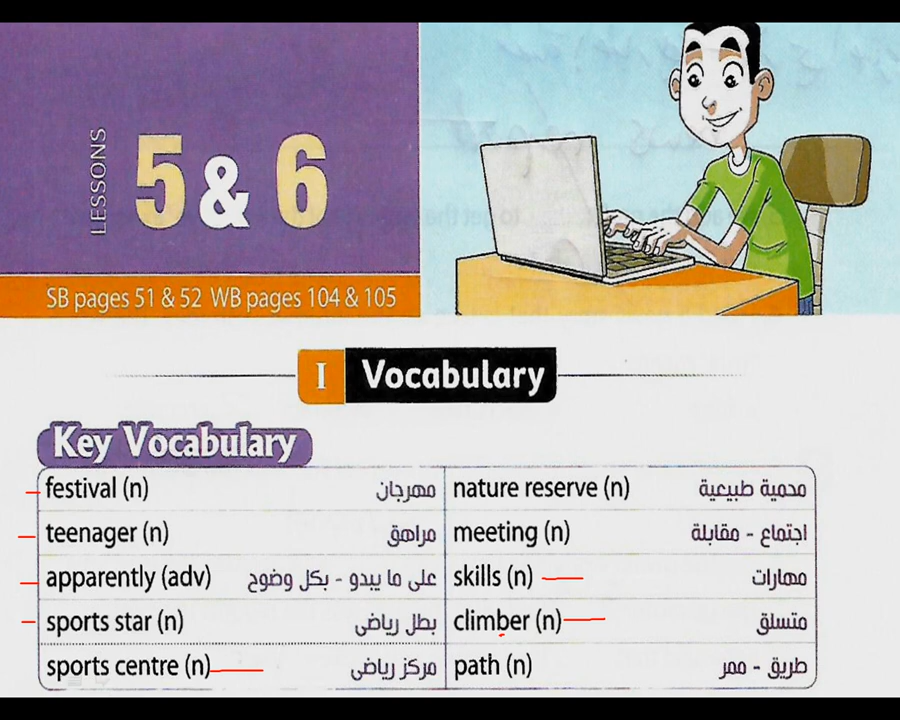 LESSONS
5 & 6
SB pages 51 & 52 WB pages 104 & 105
I Vocabulary
Key Vocabulary
festival (n) مهرجان
nature reserve (n) محمية طبيعية
teenager (n) مراهق
meeting (n) اجتماع - مقابلة
apparently (adv) على ما يبدو - بكل وضوح
skills (n) مهارات
sports star (n) بطل رياضى
climber (n) متسلق
sports centre (n) مركز رياضى
path (n) طريق - ممر